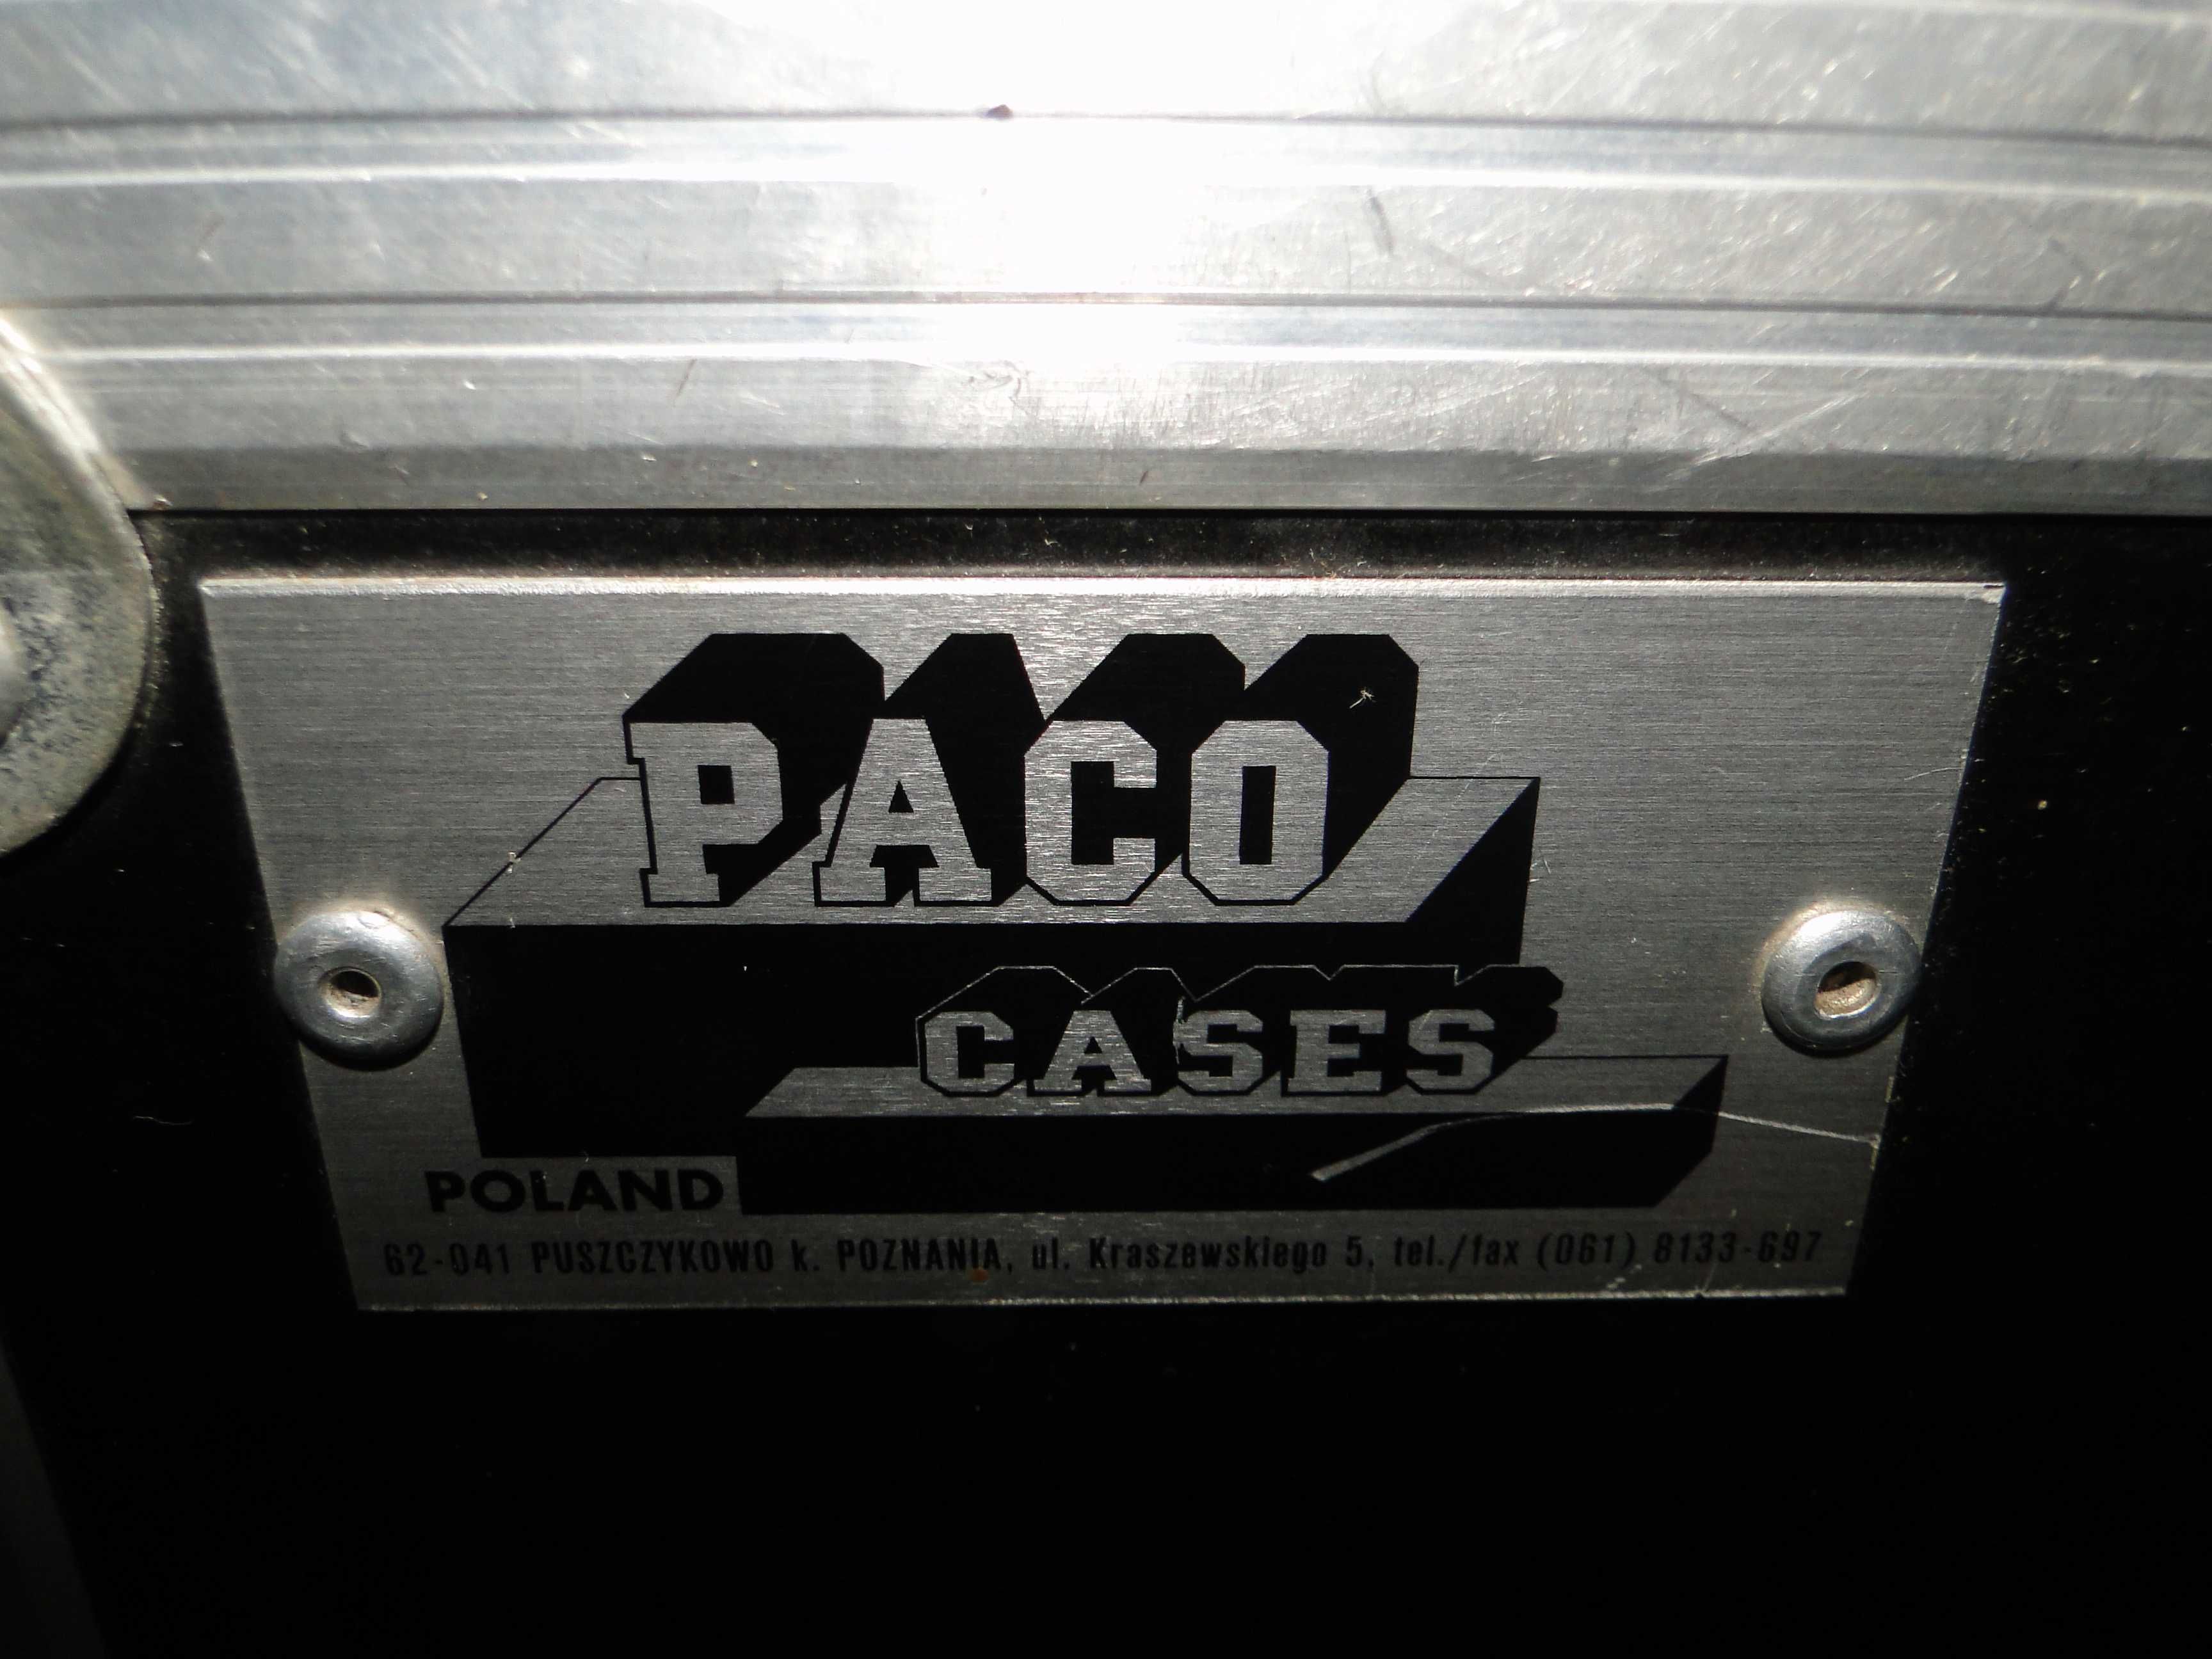 PACO
CASES
POLAND
62-041 PUSZCZYKOWO k. POZNANIA, ul. Kraszewskiego 5, tel./fax (061) 8133-697